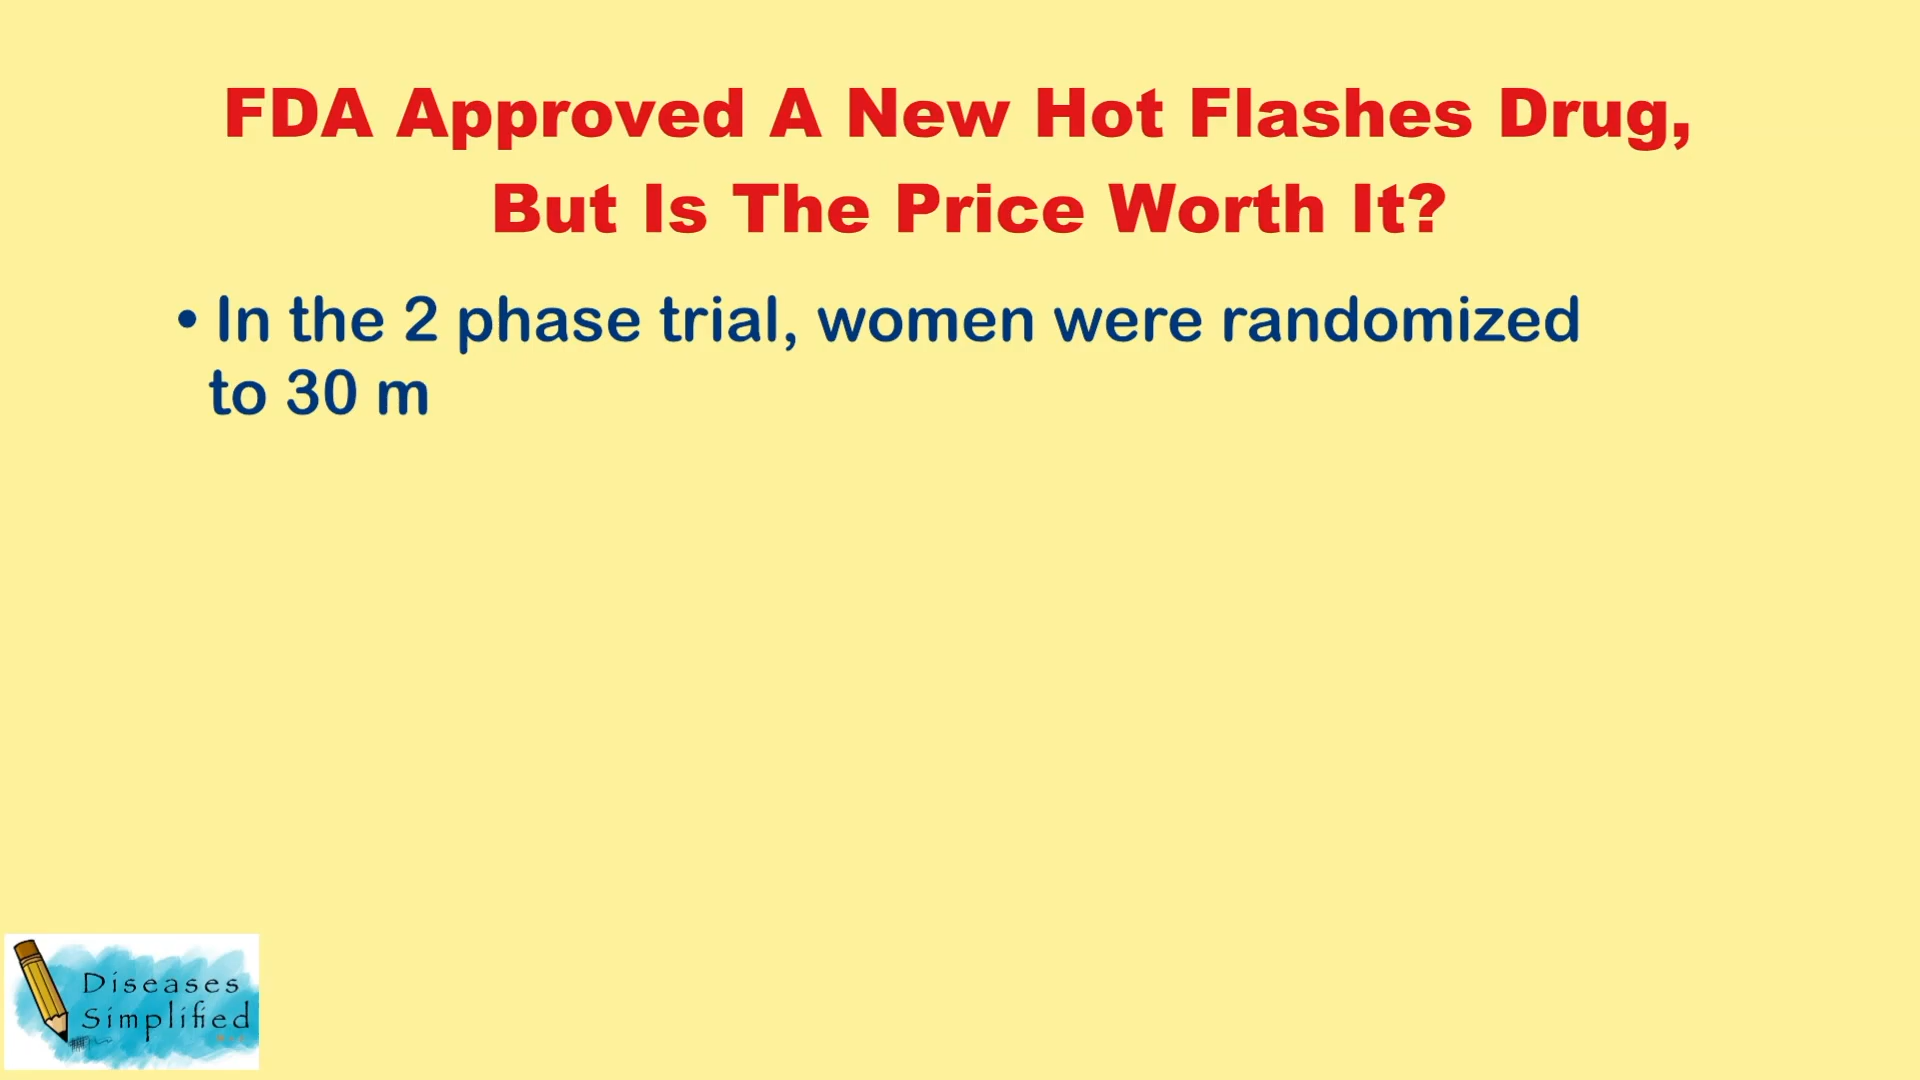 FDA Approved A New Hot Flashes Drug,
But Is The Price Worth It?
• In the 2 phase trial, women were randomized
to 30 m
Diseases
Simplified